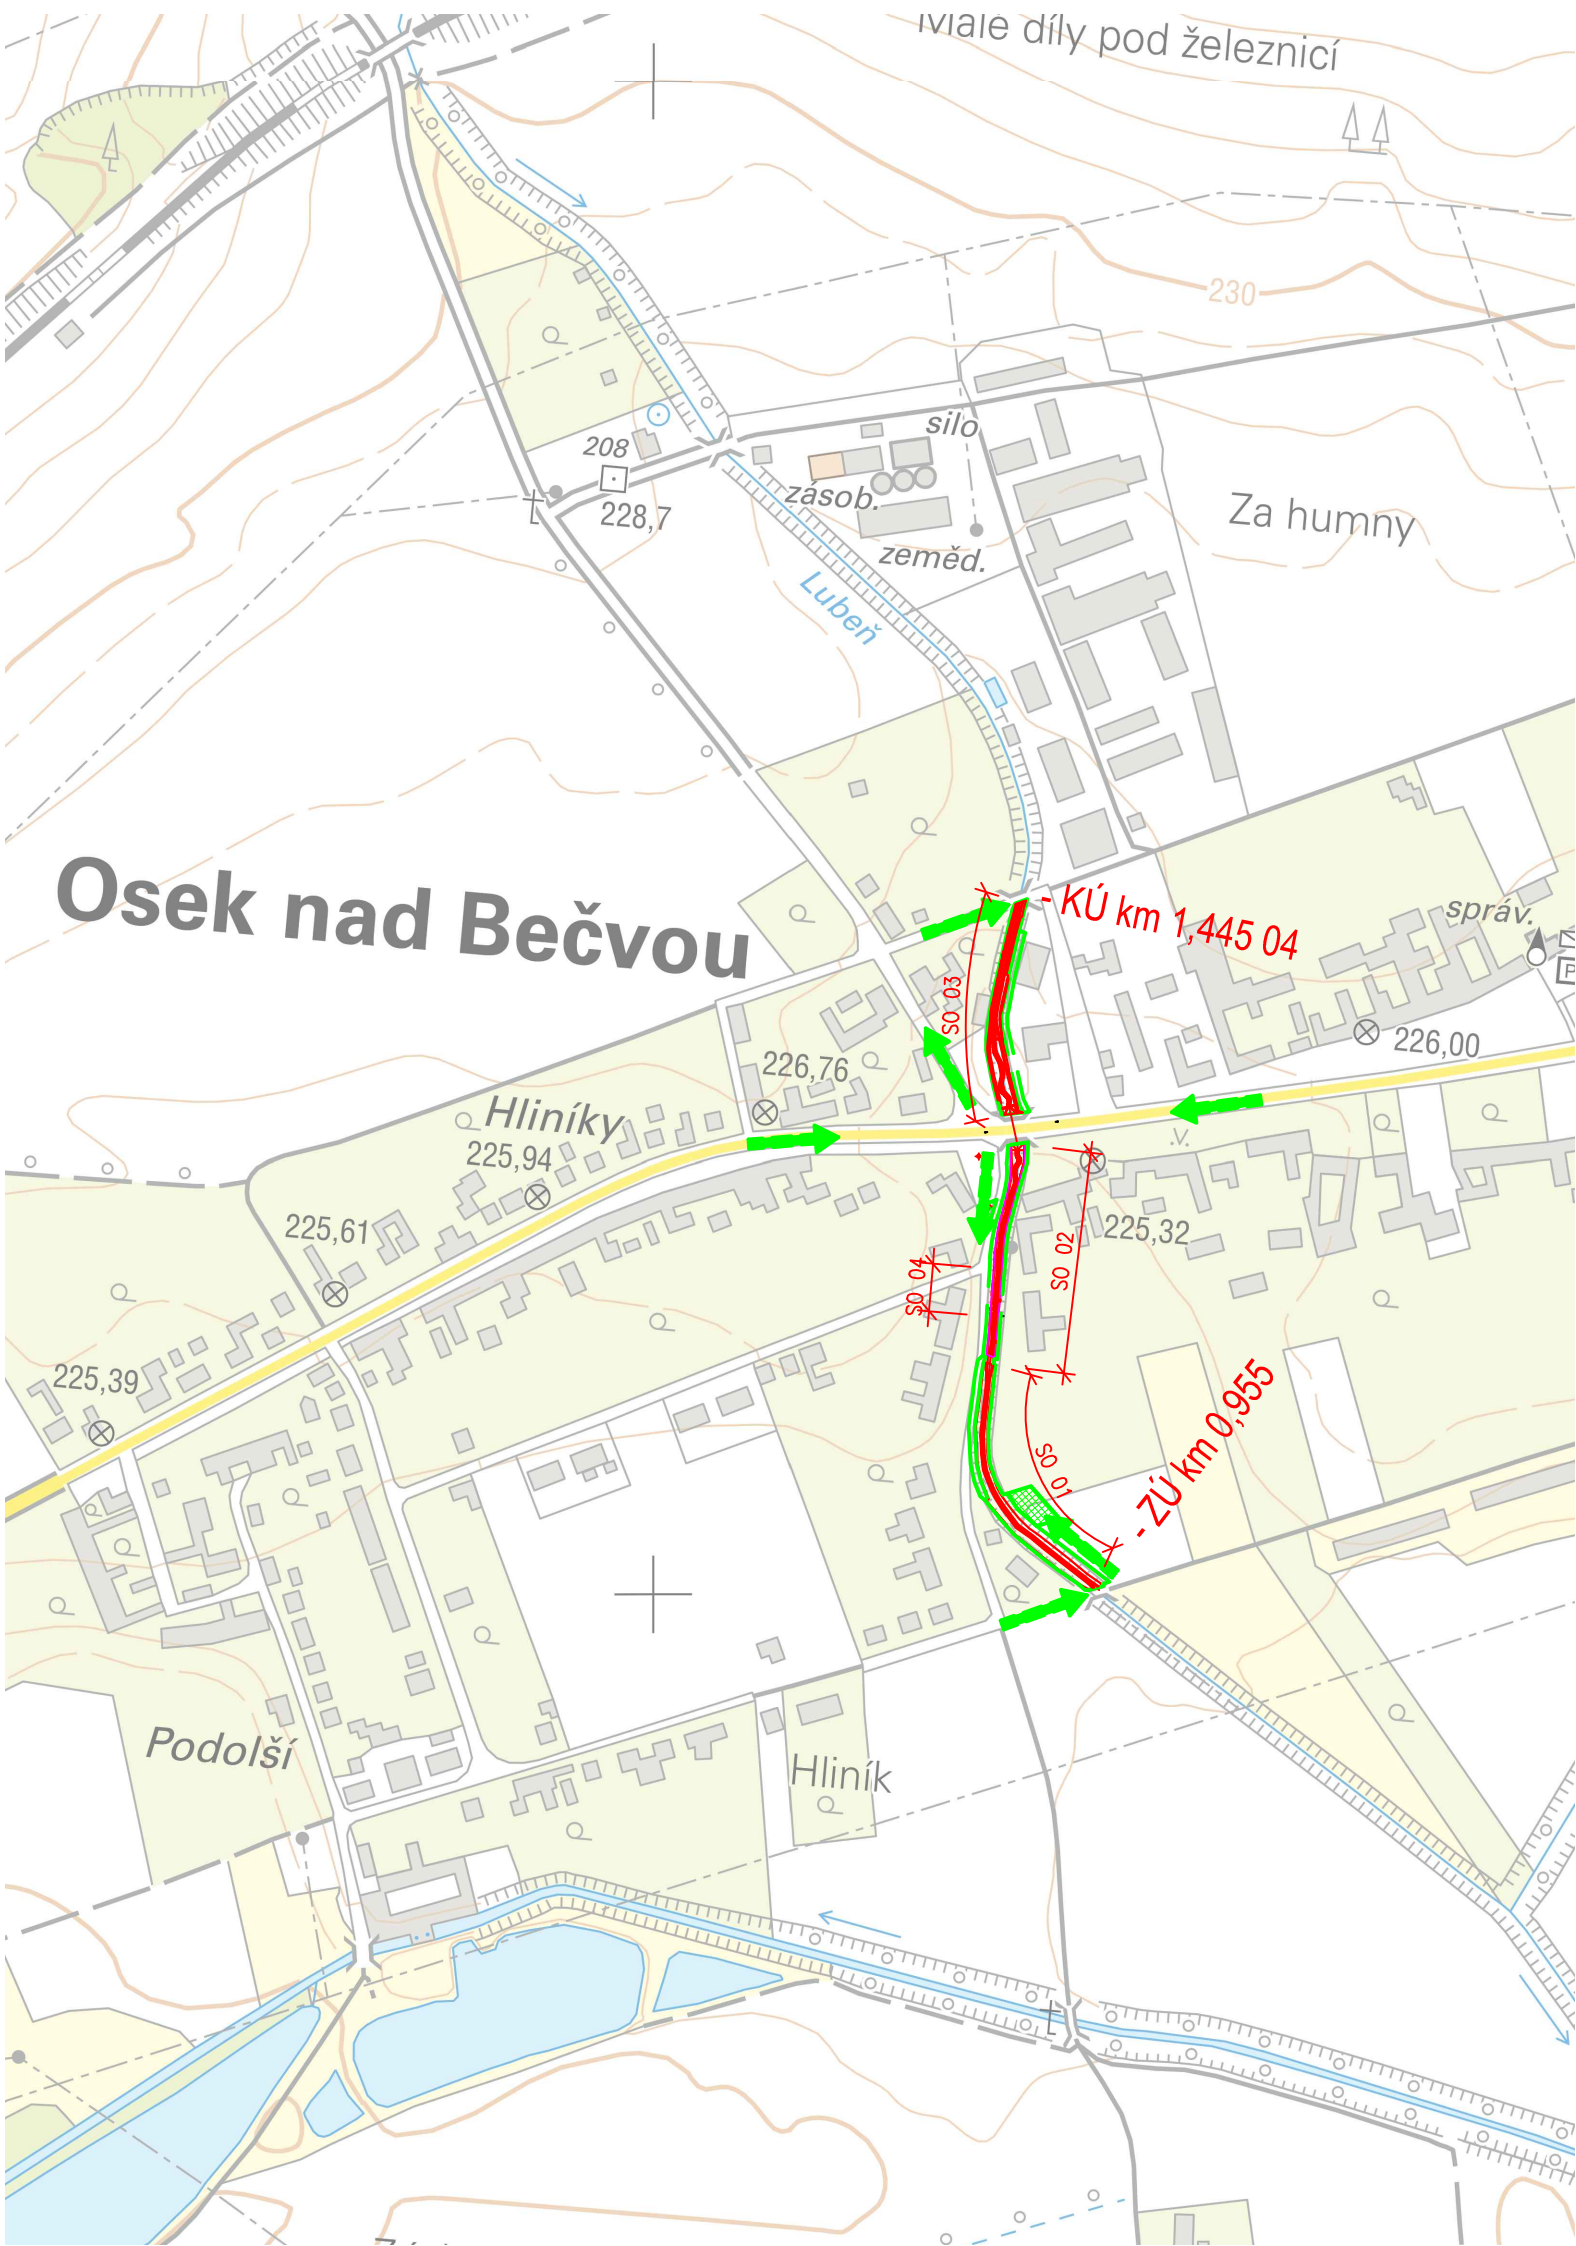 Malé díly pod železnicí
230
silo
208
zásob.
228,7
Za humny
zeměd.
Lubeň
Osek nad Bečvou
- KÚ km 1,445 04
správ.
P
SO 03
226,00
226,76
Hliníky
225,94
.v.
225,61
225,32
SO 02
SO 04
225,39
- ZÚ km 0,955
SO 01
Podolší
Hliník